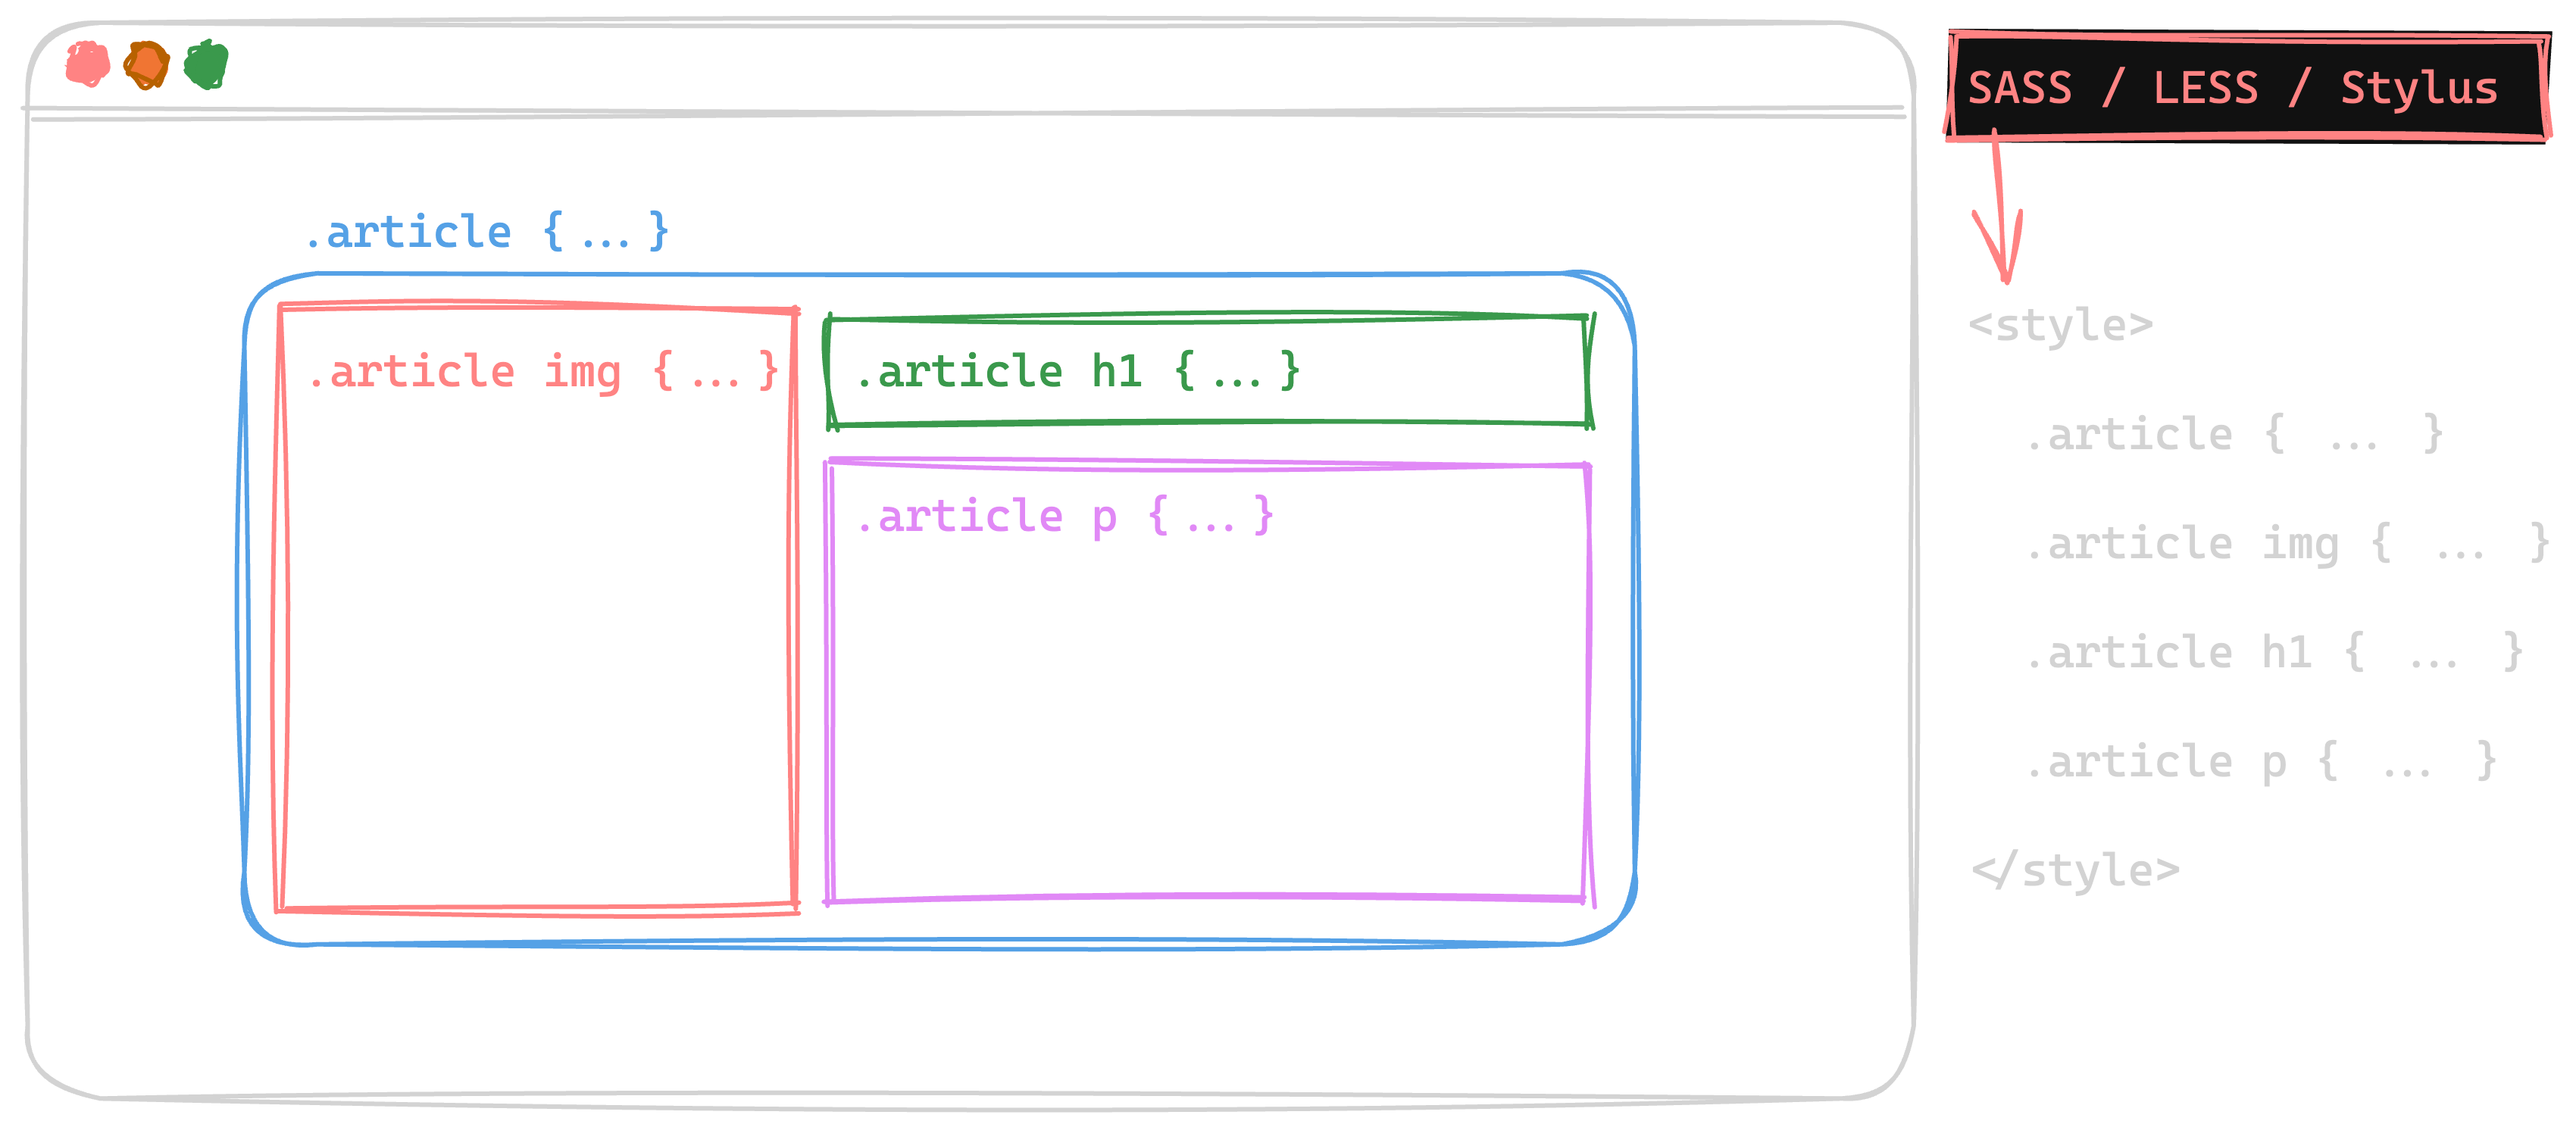 .article { ... }
.article img { ... }
.article h1 { ... }
.article p { ... }
SASS / LESS / Stylus
<style>
.article { ... }
.article img { ... }
.article h1 { ... }
.article p { ... }
</style>